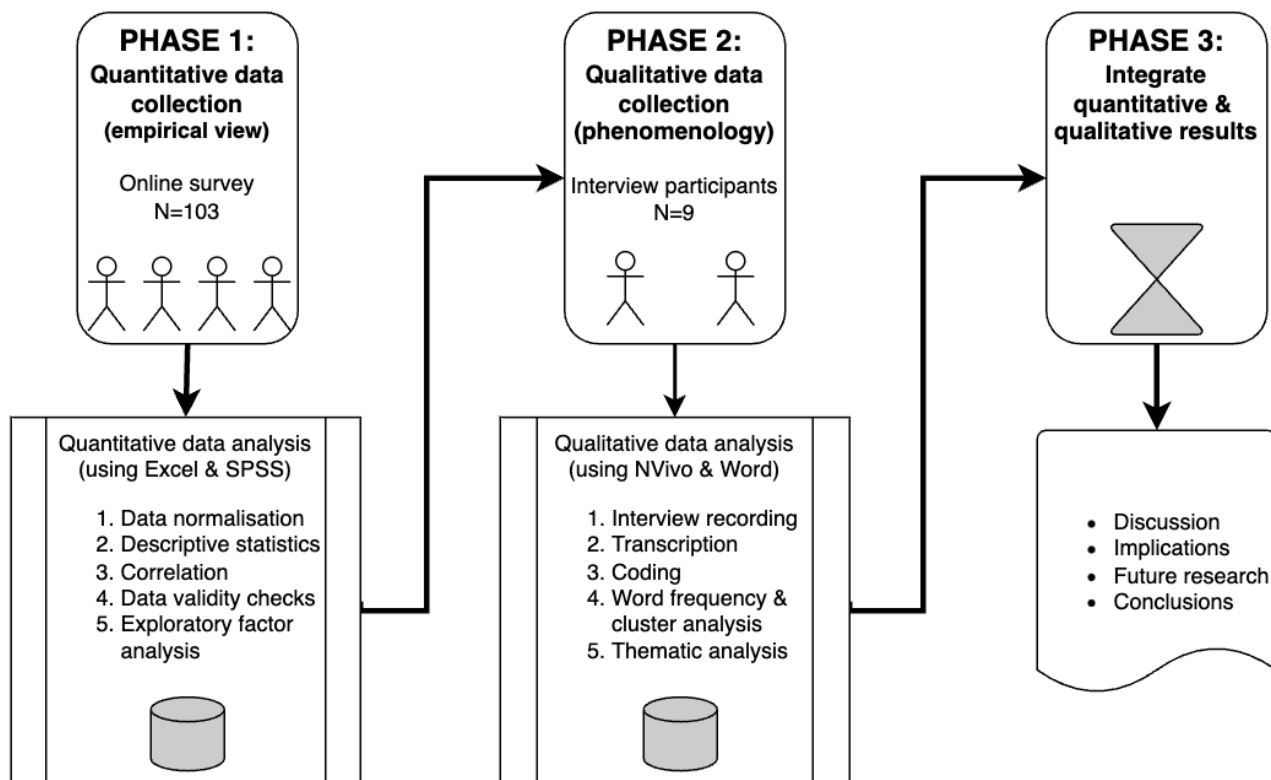 PHASE 1:
Quantitative data
collection
(empirical view)
Online survey
N=103
Quantitative data analysis
(using Excel & SPSS)
1. Data normalisation
2. Descriptive statistics
3. Correlation
4. Data validity checks
5. Exploratory factor
analysis
PHASE 2:
Qualitative data
collection
(phenomenology)
Interview participants
N=9
Qualitative data analysis
(using NVivo & Word)
1. Interview recording
2. Transcription
3. Coding
4. Word frequency &
cluster analysis
5. Thematic analysis
PHASE 3:
Integrate
quantitative &
qualitative results
• Discussion
• Implications
• Future research
• Conclusions